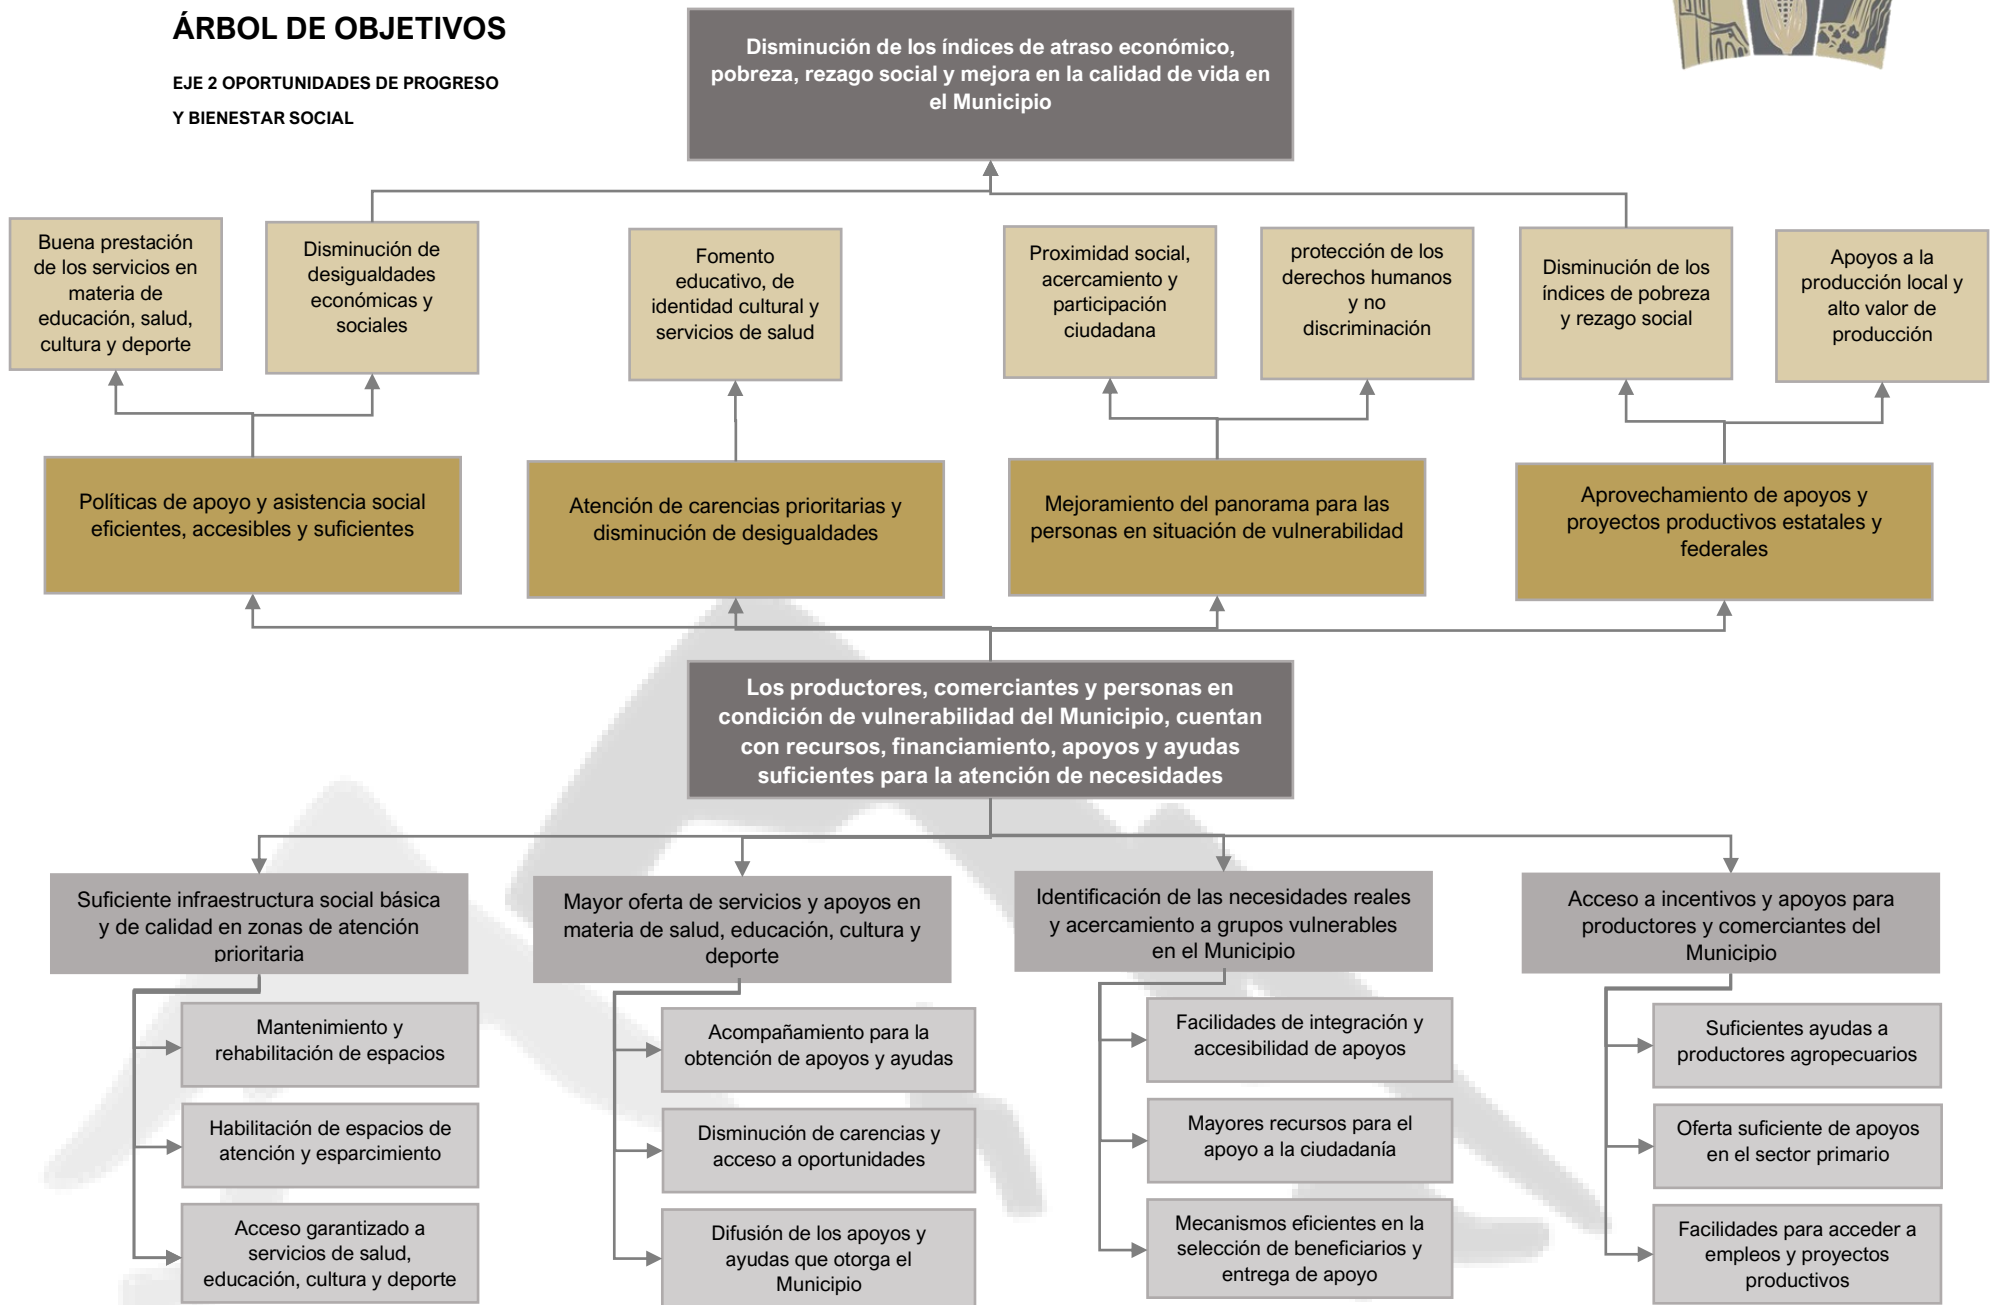 ÁRBOL DE OBJETIVOS
EJE 2 OPORTUNIDADES DE PROGRESO
Y BIENESTAR SOCIAL
Disminución de los índices de atraso económico,
pobreza, rezago social y mejora en la calidad de vida en
el Municipio
Buena prestación
de los servicios en
materia de
educación, salud,
cultura y deporte
Disminución de
desigualdades
económicas y
sociales
Fomento
educativo, de
identidad cultural y
servicios de salud
Proximidad social,
acercamiento y
participación
ciudadana
protección de los
derechos humanos
y no
discriminación
Disminución de los
índices de pobreza
y rezago social
Apoyos a la
producción local y
alto valor de
producción
Políticas de apoyo y asistencia social
eficientes, accesibles y suficientes
Atención de carencias prioritarias y
disminución de desigualdades
Mejoramiento del panorama para las
personas en situación de vulnerabilidad
Aprovechamiento de apoyos y
proyectos productivos estatales y
federales
Los productores, comerciantes y personas en
condición de vulnerabilidad del Municipio, cuentan
con recursos, financiamiento, apoyos y ayudas
suficientes para la atención de necesidades
Suficiente infraestructura social básica
y de calidad en zonas de atención
prioritaria
Mantenimiento y
rehabilitación de espacios
Habilitación de espacios de
atención y esparcimiento
Acceso garantizado a
servicios de salud,
educación, cultura y deporte
Mayor oferta de servicios y apoyos en
materia de salud, educación, cultura y
deporte
Acompañamiento para la
obtención de apoyos y ayudas
Disminución de carencias y
acceso a oportunidades
Difusión de los apoyos y
ayudas que otorga el
Municipio
Identificación de las necesidades reales
y acercamiento a grupos vulnerables
en el Municipio
Facilidades de integración y
accesibilidad de apoyos
Mayores recursos para el
apoyo a la ciudadanía
Mecanismos eficientes en la
selección de beneficiarios y
entrega de apoyo
Acceso a incentivos y apoyos para
productores y comerciantes del
Municipio
Suficientes ayudas a
productores agropecuarios
Oferta suficiente de apoyos
en el sector primario
Facilidades para acceder a
empleos y proyectos
productivos